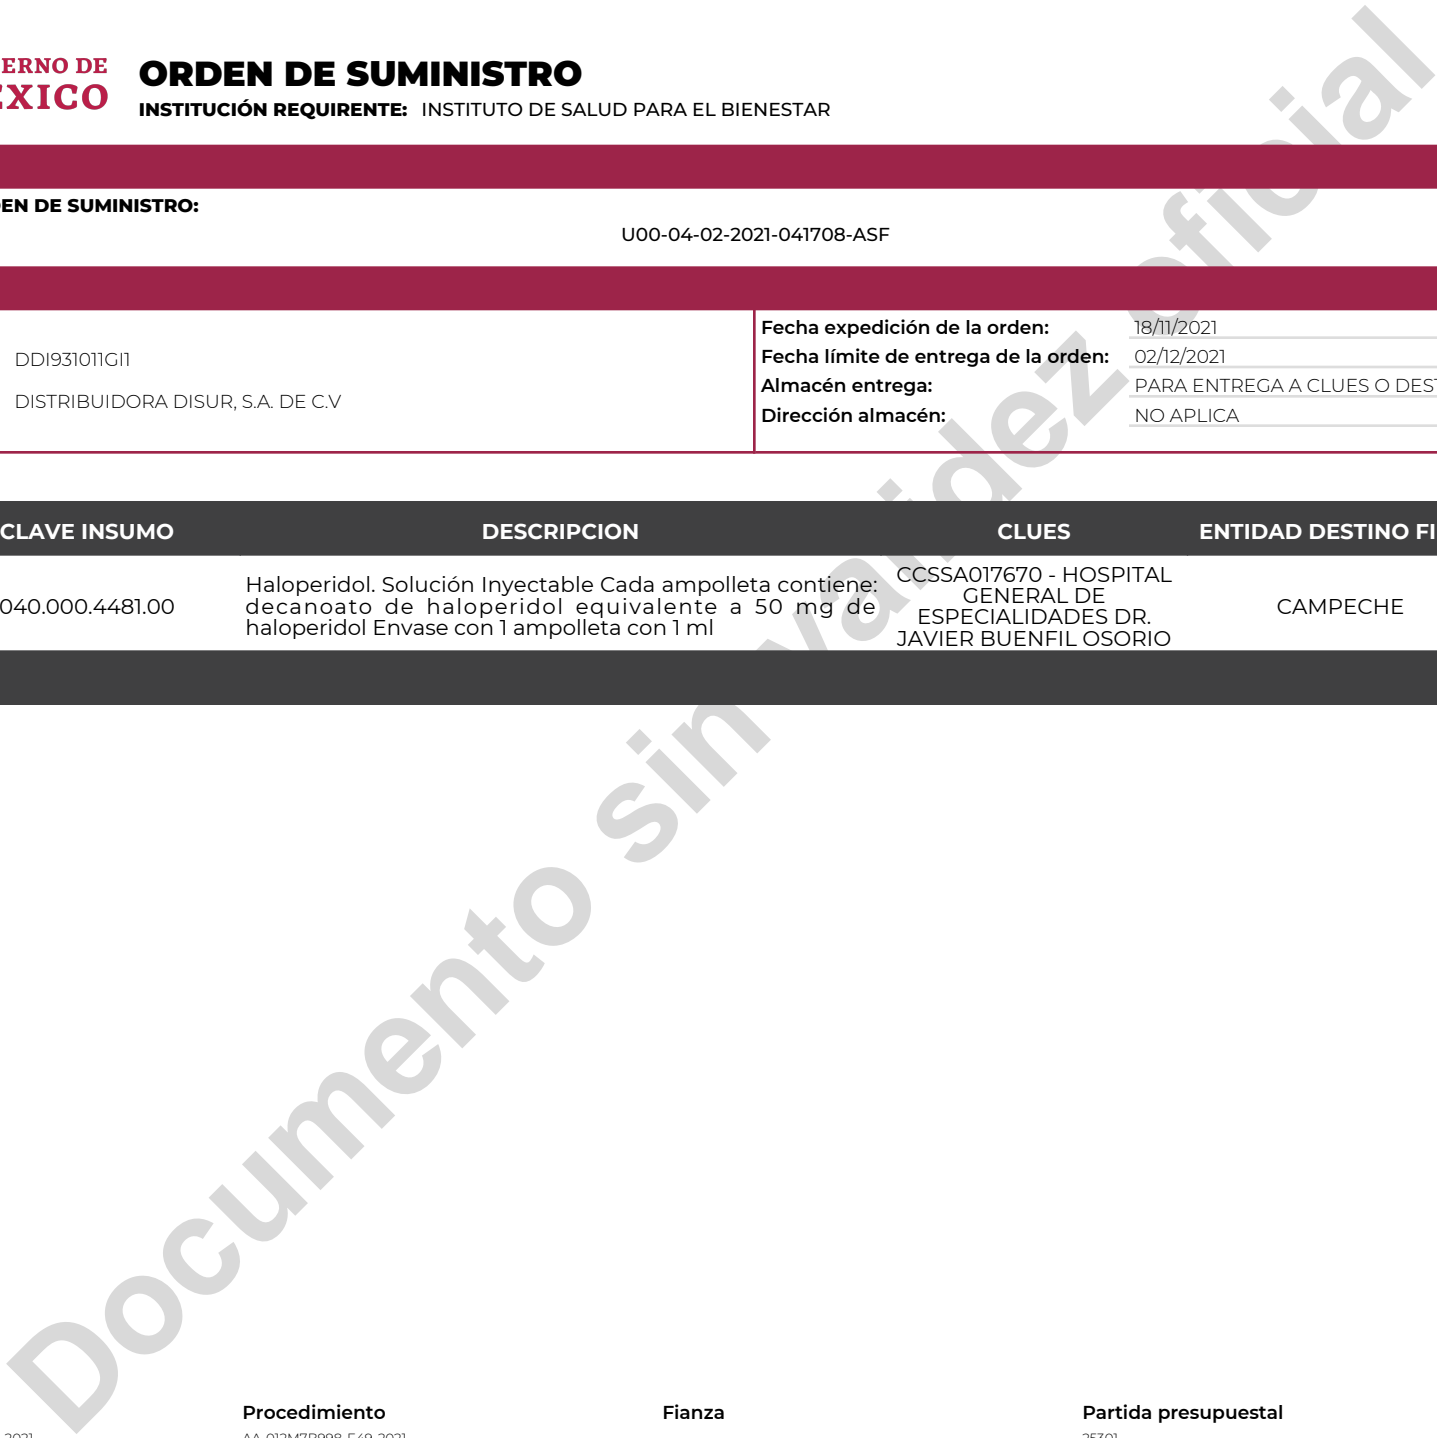 ERNO DE
EXICO
ORDEN DE SUMINISTRO
INSTITUCIÓN REQUIRENTE: INSTITUTO DE SALUD PARA EL BIENESTAR
EN DE SUMINISTRO:
U00-04-02-2021-041708-ASF
DDI931011GI1
DISTRIBUIDORA DISUR, S.A. DE C.V
Fecha expedición de la orden: 18/11/2021
Fecha límite de entrega de la orden: 02/12/2021
Almacén entrega: PARA ENTREGA A CLUES O DEST
Dirección almacén: NO APLICA
CLAVE INSUMO DESCRIPCION CLUES ENTIDAD DESTINO FI
040.000.4481.00
Haloperidol. Solución Inyectable Cada ampolleta contiene:
decanoato de haloperidol equivalente a 50 mg de
haloperidol Envase con 1 ampolleta con 1 ml
CCSSA017670 - HOSPITAL
GENERAL DE
ESPECIALIDADES DR.
JAVIER BUENFIL OSORIO
CAMPECHE
Documento sin validez oficial
Procedimiento Fianza Partida presupuestal